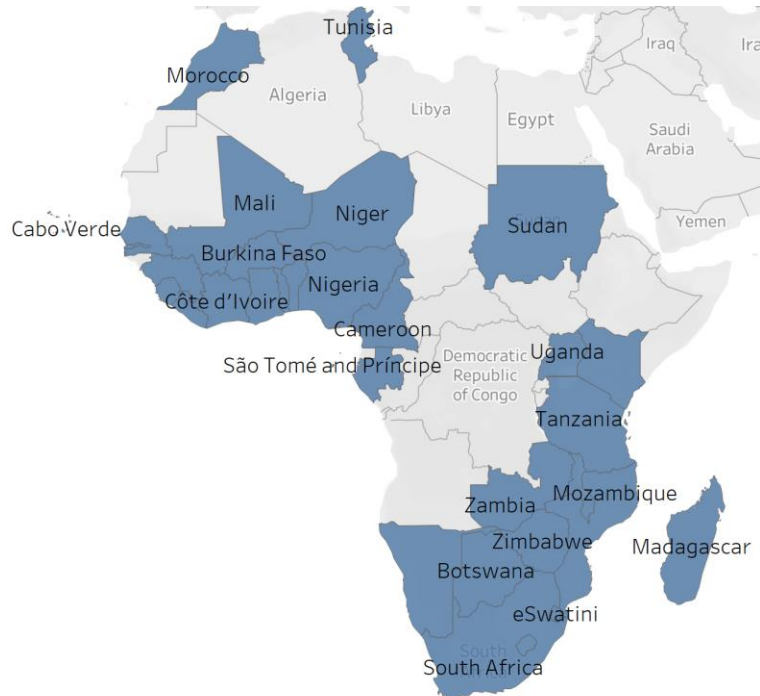 Tunisia
Iraq
Ira
Morocco
Algeria
Libya
Egypt
Saudi
Arabia
Mali
Niger
Cabo Verde
Sudan
Yemen
Burkina Faso
Nigeria
Côte d'Ivoire
Cameroon
Uganda
São Tomé and Príncipe
Democratic
Republic
of Congo
Tanzania
Zambia
Mozambique
Zimbabwe
Madagascar
Botswana
eSwatini
South
South Africa